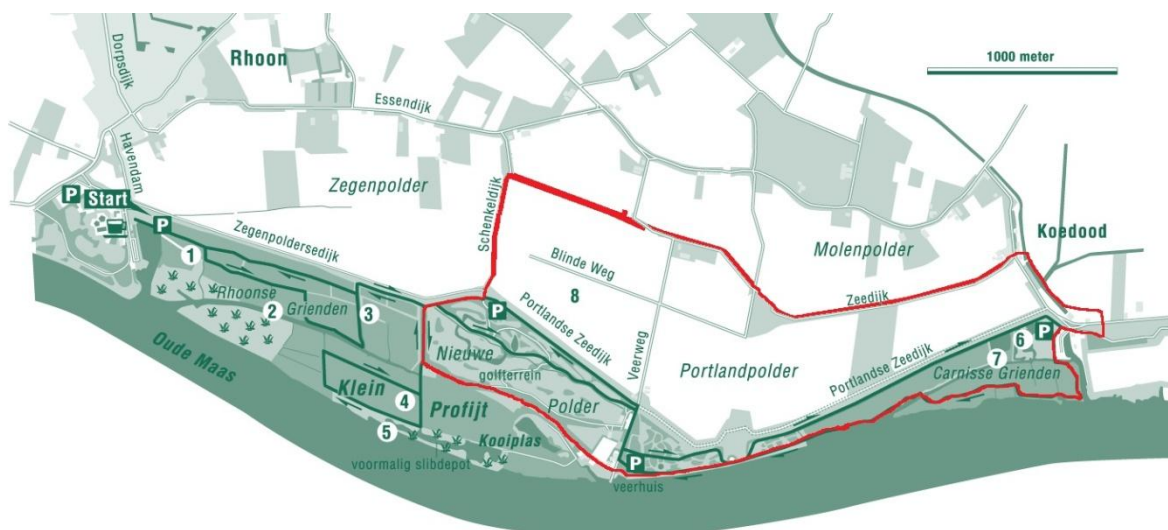 Dorpsdijk
Rhoon
1000 meter
Essendijk
Havendam
P
Start
P
Zegenpolder
Schenkeldijk
Molenpolder
Koedood
1
Zegenpoldersedijk
Blinde Weg
8
Zeedijk
Rhoonse
2
Grienden
3
P
Portlandse Zeedijk
Veerweg
Oude Maas
Nieuwe
golfterrein
Portlandpolder
Portlandse Zeedijk
6
P
7
Carnisse Grienden
Klein
4
Profijt
Polder
5
Kooiplas
voormalig slibdepot
P
veerhuis